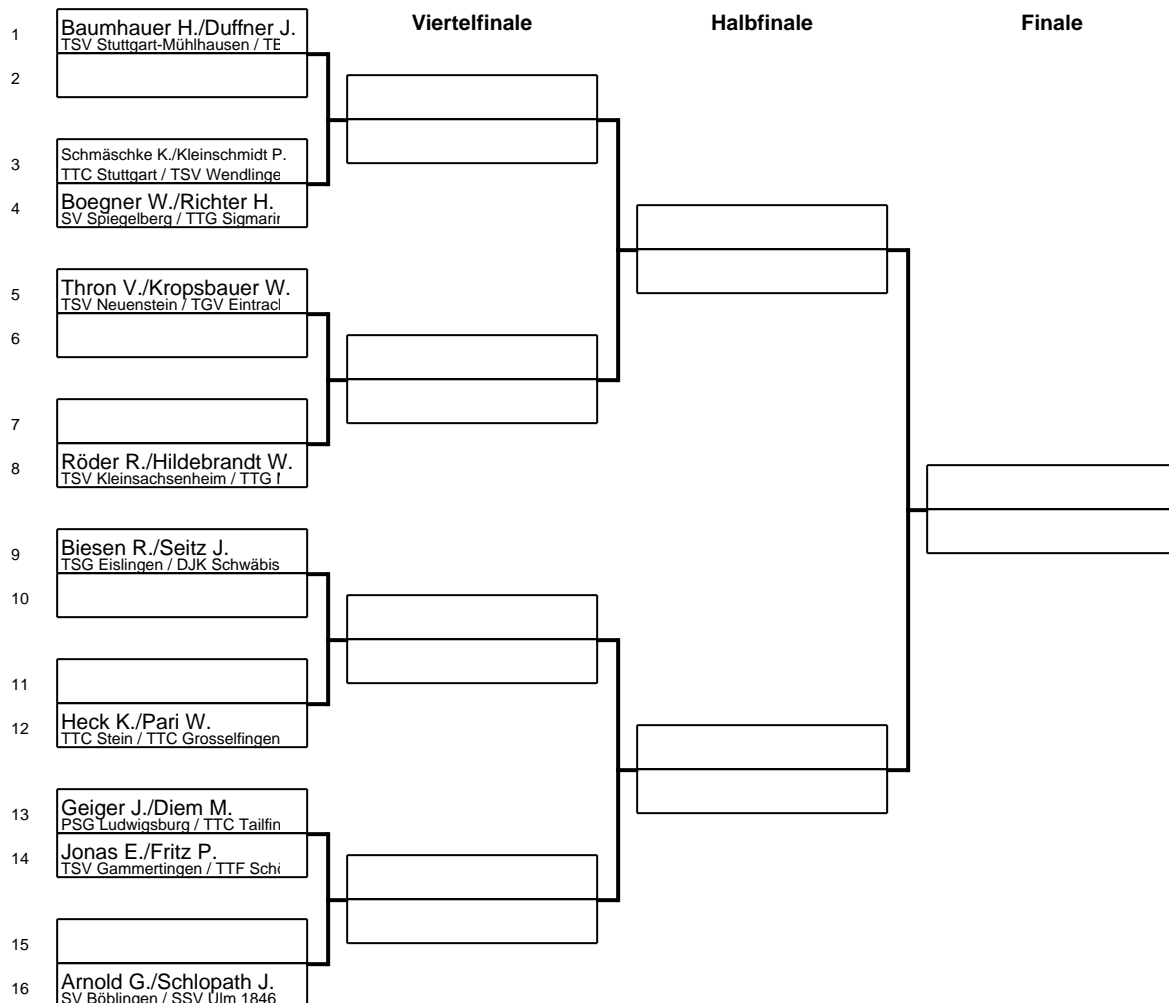 Viertelfinale Halbfinale Finale
1 Baumhauer H./Duffner J.
TSV Stuttgart-Mühlhausen / TE
2
3 Schmäschke K./Kleinschmidt P.
TTC Stuttgart / TSV Wendlinge
4 Boegner W./Richter H.
SV Spiegelberg / TTG Sigmarin
5 Thron V./Kropsbauer W.
TSV Neuenstein / TGV Eintracl
6
7
8 Röder R./Hildebrandt W.
TSV Kleinsachsenheim / TTG
9 Biesen R./Seitz J.
TSG Eislingen / DJK Schwäbis
10
11
12 Heck K./Pari W.
TTC Stein / TTC Grosselfingen
13 Geiger J./Diem M.
PSG Ludwigsburg / TTC Tailfin
14 Jonas E./Fritz P.
TSV Gammertingen / TTF Schö
15
16 Arnold G./Schlopath J.
SV Böblingen / SSV Ulm 1846